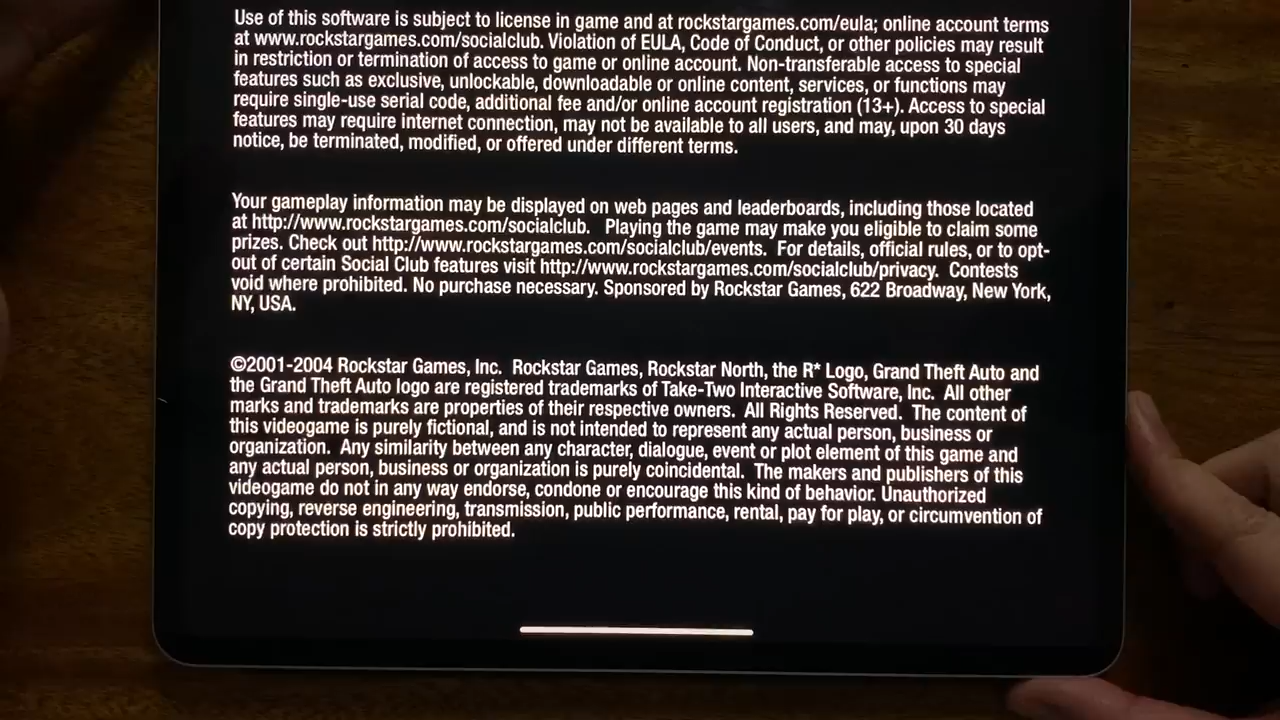 Use of this software is subject to license in game and at rockstargames.com/eula; online account terms
at www.rockstargames.com/socialclub. Violation of EULA, Code of Conduct, or other policies may result
in restriction or termination of access to game or online account. Non-transferable access to special
features such as exclusive, unlockable, downloadable or online content, services, or functions may
require single-use serial code, additional fee and/or online account registration (13+). Access to special
features may require internet connection, may not be available to all users, and may, upon 30 days
notice, be terminated, modified, or offered under different terms.
Your gameplay information may be displayed on web pages and leaderboards, including those located
at http://www.rockstargames.com/socialclub. Playing the game may make you eligible to claim some
prizes. Check out http://www.rockstargames.com/socialclub/events. For details, official rules, or to opt-
out of certain Social Club features visit http://www.rockstargames.com/socialclub/privacy. Contests
void where prohibited. No purchase necessary. Sponsored by Rockstar Games, 622 Broadway, New York,
NY, USA.
©2001-2004 Rockstar Games, Inc. Rockstar Games, Rockstar North, the R* Logo, Grand Theft Auto and
the Grand Theft Auto logo are registered trademarks of Take-Two Interactive Software, Inc. All other
marks and trademarks are properties of their respective owners. All Rights Reserved. The content of
this videogame is purely fictional, and is not intended to represent any actual person, business or
organization. Any similarity between any character, dialogue, event or plot element of this game and
any actual person, business or organization is purely coincidental. The makers and publishers of this
videogame do not in any way endorse, condone or encourage this kind of behavior. Unauthorized
copying, reverse engineering, transmission, public performance, rental, pay for play, or circumvention of
copy protection is strictly prohibited.